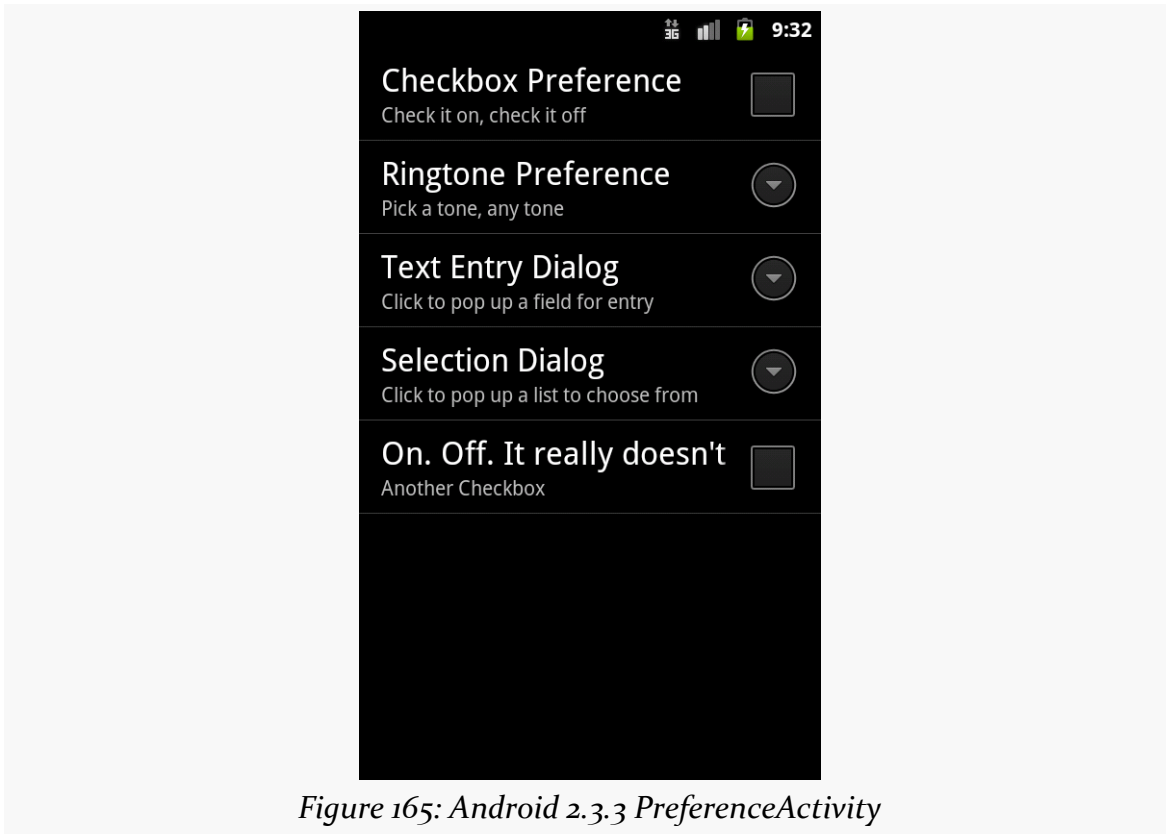 3G 9:32
Checkbox Preference
Check it on, check it off
Ringtone Preference
Pick a tone, any tone
Text Entry Dialog
Click to pop up a field for entry
Selection Dialog
Click to pop up a list to choose from
On. Off. It really doesn't
Another Checkbox
Figure 165: Android 2.3.3 PreferenceActivity